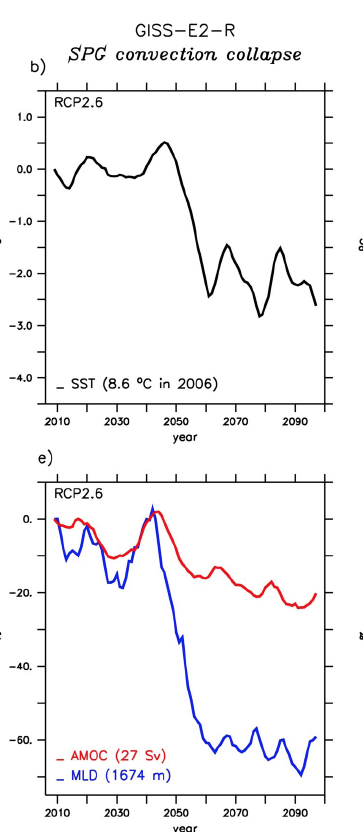 GISS-E2-R
SPG convection collapse
b)
RCP2.6
1.0
0.0
-1.0
-2.0
-3.0
-4.0
SST (8.6 ºC in 2006)
2010 2030 2050 2070 2090
year
e)
RCP2.6
0.
-20.
-40.
-60.
AMOC (27 Sv)
MLD (1674 m)
2010 2030 2050 2070 2090
year